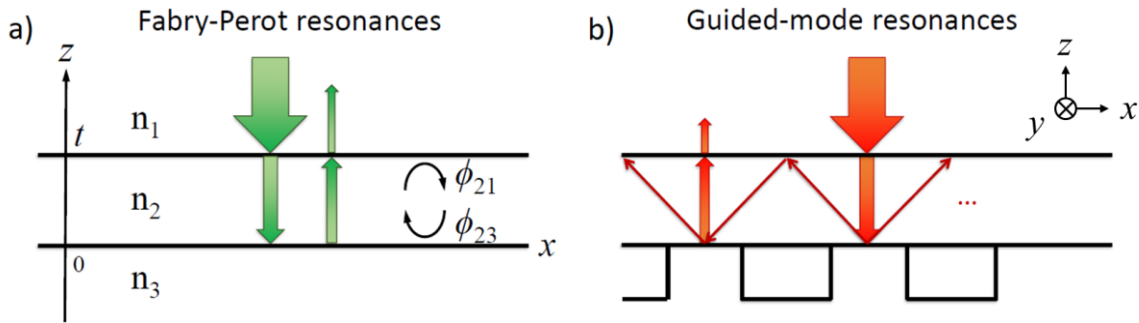 a)
Fabry-Perot resonances
z
n₁
t
ϕ₂₁
n₂
ϕ₂₃
x
0
n₃
b)
Guided-mode resonances
z
x
y
...